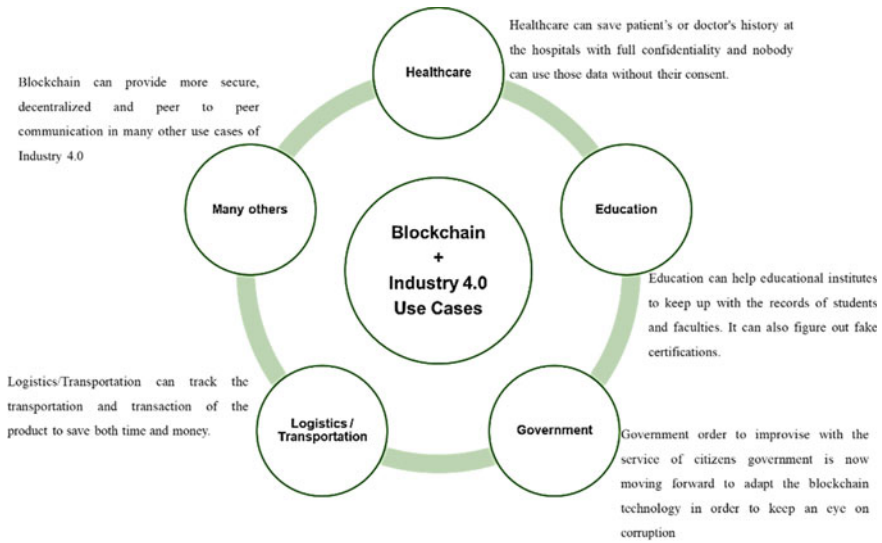 Healthcare can save patient's or doctor's history at
the hospitals with full confidentiality and nobody
can use those data without their consent.
Healthcare
Blockchain can provide more secure,
decentralized and peer to peer
communication in many other use cases of
Industry 4.0
Many others
Education
Blockchain
+
Industry 4.0
Use Cases
Education can help educational institutes
to keep up with the records of students
and faculties. It can also figure out fake
certifications.
Logistics/Transportation can track the
transportation and transaction of the
product to save both time and money.
Logistics /
Transportation
Government
Government order to improvise with the
service of citizens government is now
moving forward to adapt the blockchain
technology in order to keep an eye on
corruption